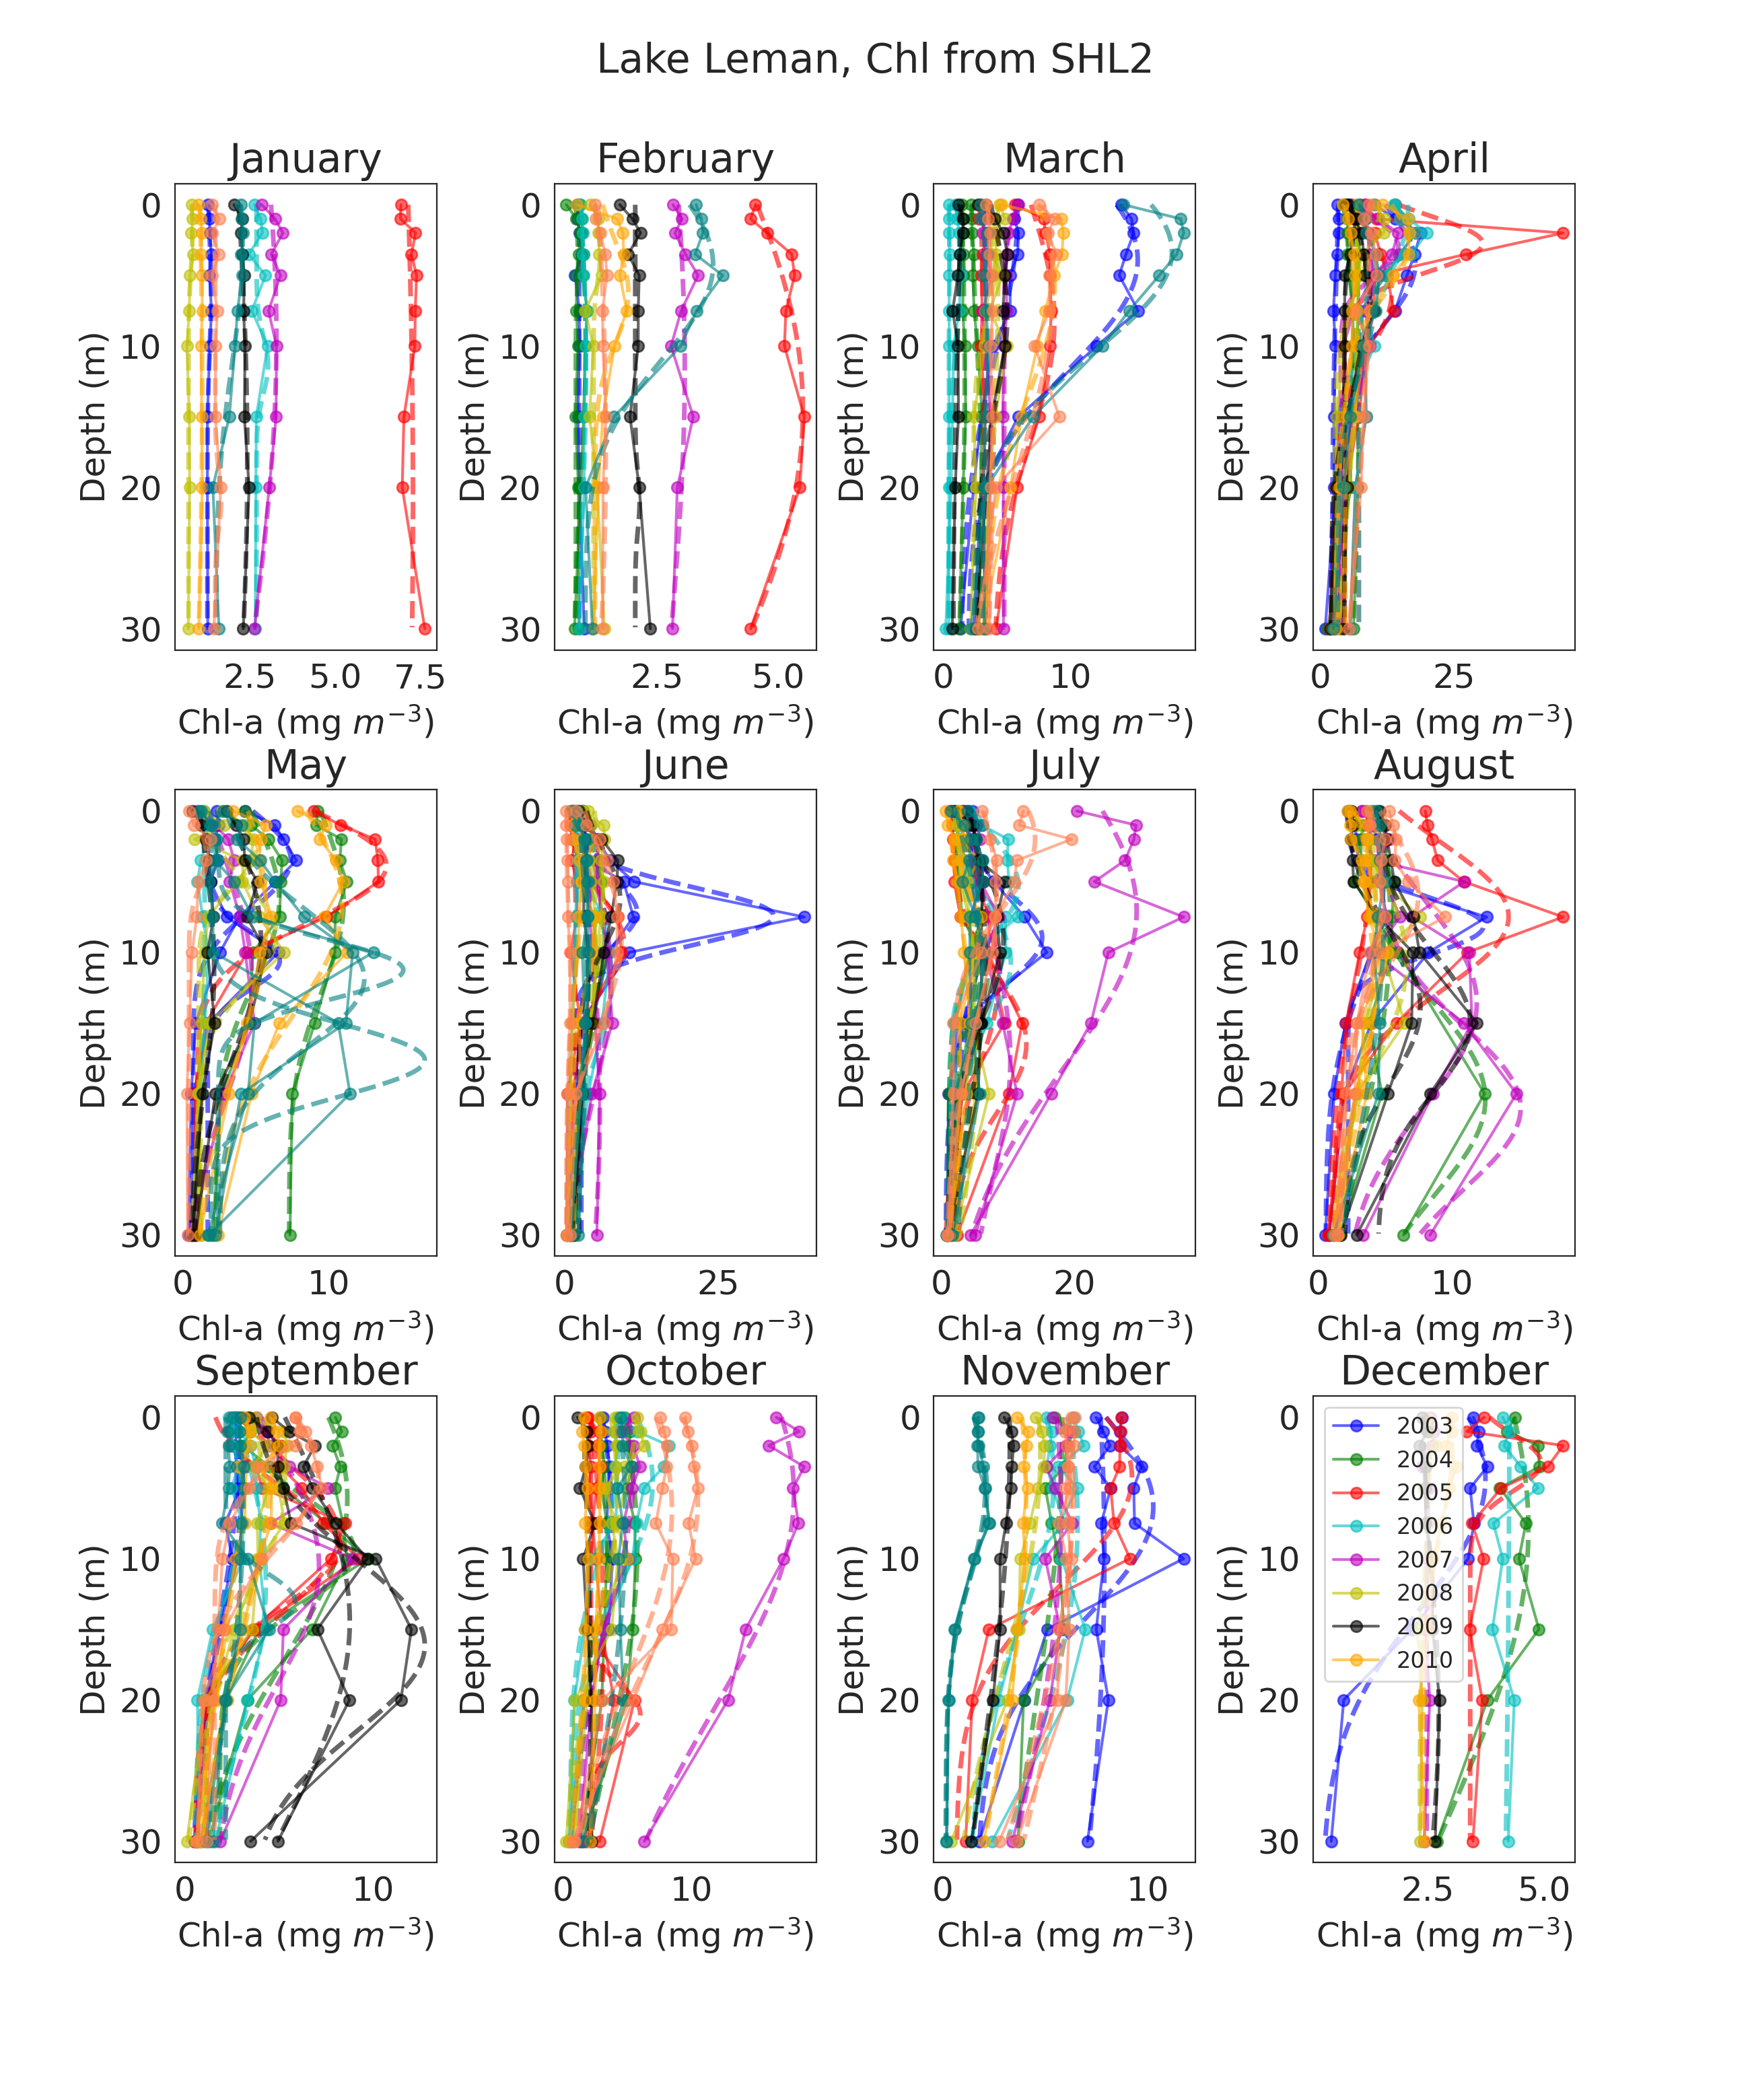 Lake Leman, Chl from SHL2
January
February
March
April
0
10
20
30
Depth (m)
2.5 5.0 7.5
Chl-a (mg m⁻³)
0
10
20
30
Depth (m)
2.5 5.0
Chl-a (mg m⁻³)
0
10
20
30
Depth (m)
0 10
Chl-a (mg m⁻³)
0
10
20
30
Depth (m)
0 25
Chl-a (mg m⁻³)
May
June
July
August
0
10
20
30
Depth (m)
0 10
Chl-a (mg m⁻³)
0
10
20
30
Depth (m)
0 25
Chl-a (mg m⁻³)
0
10
20
30
Depth (m)
0 20
Chl-a (mg m⁻³)
0
10
20
30
Depth (m)
0 10
Chl-a (mg m⁻³)
September
October
November
December
0
10
20
30
Depth (m)
0 10
Chl-a (mg m⁻³)
0
10
20
30
Depth (m)
0 10
Chl-a (mg m⁻³)
0
10
20
30
Depth (m)
0 10
Chl-a (mg m⁻³)
0
10
20
30
Depth (m)
2003
2004
2005
2006
2007
2008
2009
2010
2.5 5.0
Chl-a (mg m⁻³)